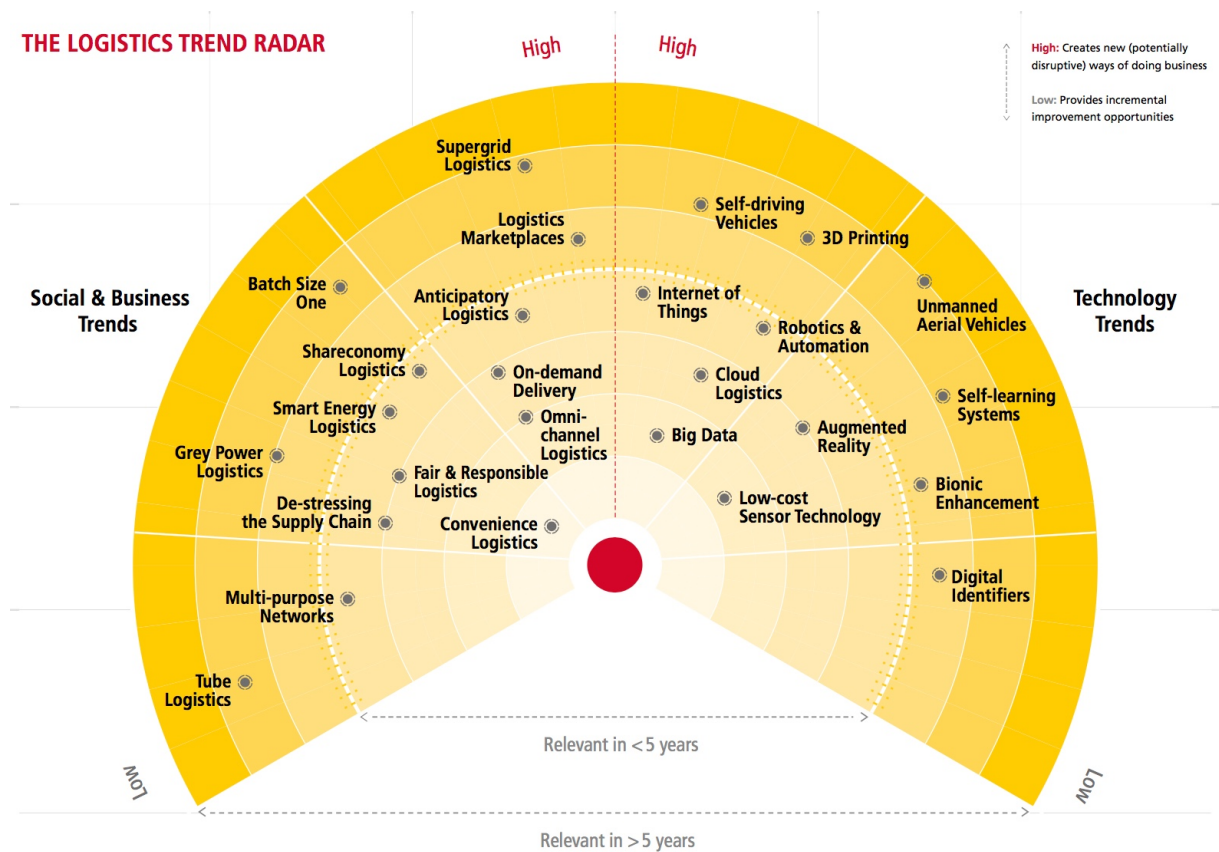 THE LOGISTICS TREND RADAR
High
High
High: Creates new (potentially
disruptive) ways of doing business
Low: Provides incremental
improvement opportunities
Supergrid
Logistics
Self-driving
Vehicles
Logistics
Marketplaces
3D Printing
Social & Business
Trends
Batch Size
One
Anticipatory
Logistics
Internet of
Things
Unmanned
Aerial Vehicles
Technology
Trends
Robotics &
Automation
Shareconomy
Logistics
On-demand
Delivery
Cloud
Logistics
Self-learning
Systems
Smart Energy
Logistics
Omni-
channel
Logistics
Big Data
Augmented
Reality
Grey Power
Logistics
Fair & Responsible
Logistics
Bionic
Enhancement
De-stressing
the Supply Chain
Convenience
Logistics
Low-cost
Sensor Technology
Multi-purpose
Networks
Digital
Identifiers
Tube
Logistics
Relevant in < 5 years
Low
Low
Relevant in > 5 years